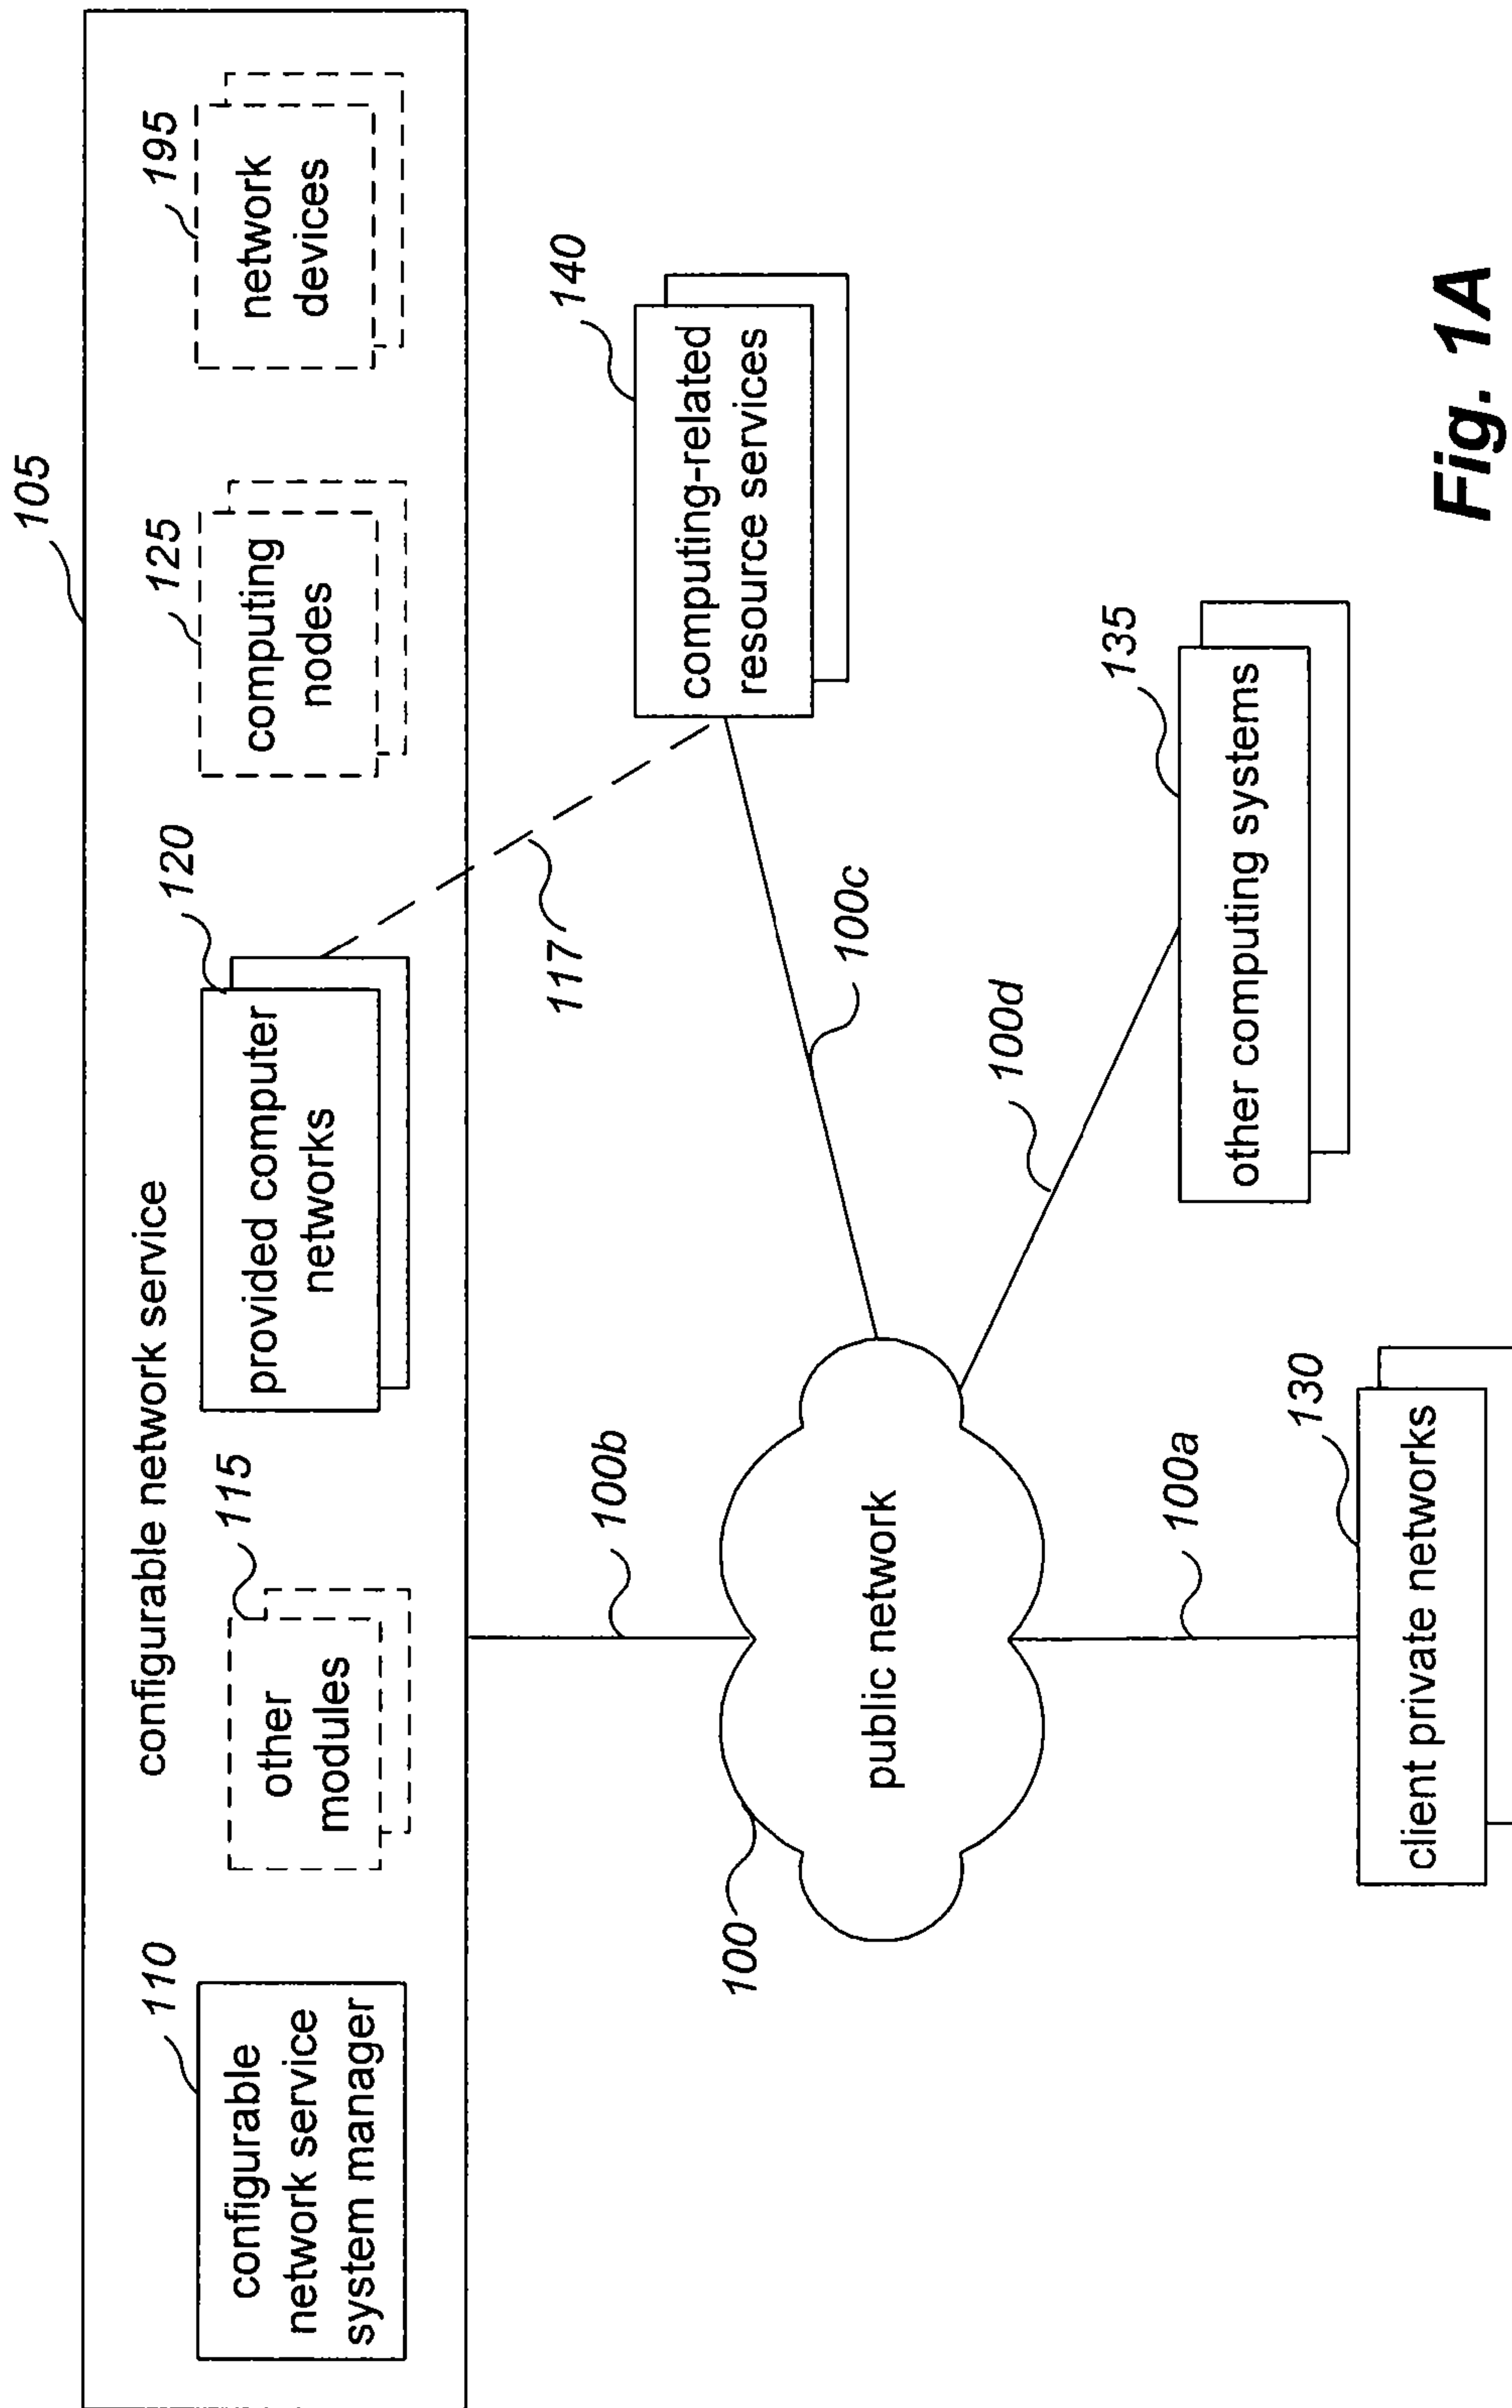 105
configurable network service
110
configurable
network service
system manager
115
other
modules
120
provided computer
networks
125
computing
nodes
195
network
devices
117
100b
140
computing-related
resource services
100
public network
100c
100d
135
other computing systems
100a
130
client private networks
Fig. 1A